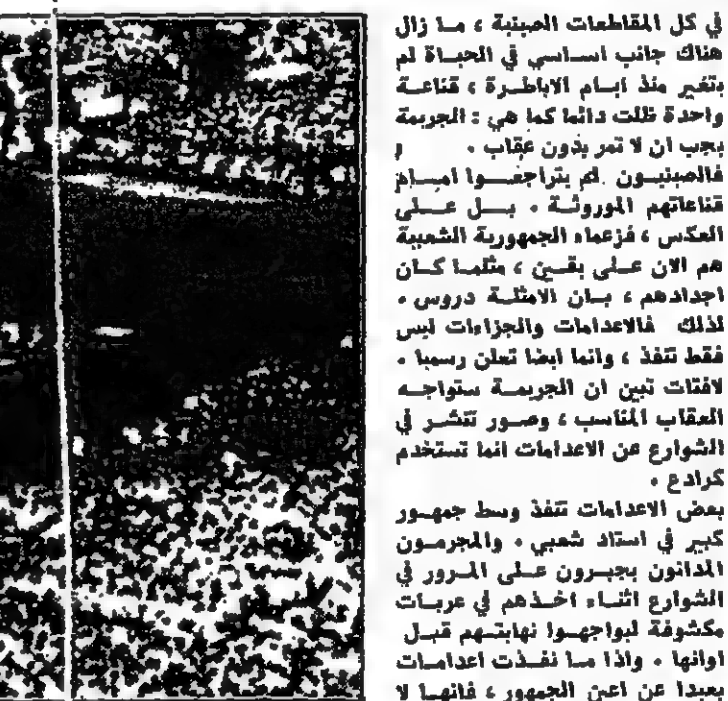 في كل المقاطعات الصينية ، ما زال
هناك جانب اساسي في الحياة لم
يتغير منذ ايام الاباطرة ، قناعة
واحدة ظلت دائما كما هي : الجريمة
يجب ان لا تمر بدون عقاب .
فالصينيون لم يتراجعوا امام
قناعاتهم الموروثة . بل على
العكس ، فزعماء الجمهورية الشعبية
هم الان على يقين ، مثلما كان
اجدادهم ، بان الامثلة دروس .
لذلك فالاعدامات والجزاءات ليس
فقط تنفذ ، وانما ايضا تعلن رسميا .
لافتات تبين ان الجريمة ستواجه
العقاب المناسب ، وصور تنشر في
الشوارع عن الاعدامات انما تستخدم
كرادع .
بعض الاعدامات تنفذ وسط جمهور
كبير في استاد شعبي . والمجرمون
المدانون يجبرون على المرور في
الشوارع اثناء اخذهم في عربات
مكشوفة ليواجهوا نهايتهم قبل
اوانها . واذا ما نفذت اعدامات
بعيدا عن اعين الجمهور ، فانها لا